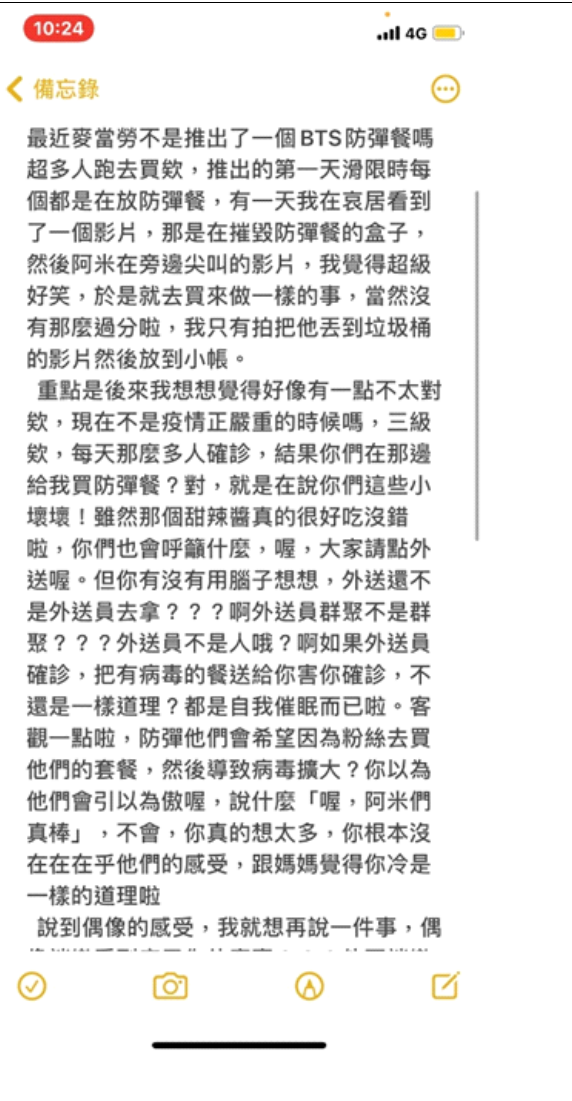 10:24
4G
備忘錄
最近麥當勞不是推出了一個BTS防彈餐嗎
超多人跑去買欸，推出的第一天滑限時每
個都是在放防彈餐，有一天我在哀居看到
了一個影片，那是在摧毀防彈餐的盒子，
然後阿米在旁邊尖叫的影片，我覺得超級
好笑，於是就去買來做一樣的事，當然沒
有那麼過分啦，我只有拍把他丟到垃圾桶
的影片然後放到小帳。
重點是後來我想想覺得好像有一點不太對
欸，現在不是疫情正嚴重的時候嗎，三級
欸，每天那麼多人確診，結果你們在那邊
給我買防彈餐？對，就是在說你們這些小
壞壞！雖然那個甜辣醬真的很好吃沒錯
啦，你們也會呼籲什麼，喔，大家請點外
送喔。但你有沒有用腦子想想，外送還不
是外送員去拿？？？啊外送員群聚不是群
聚？？？外送員不是人哦？啊如果外送員
確診，把有病毒的餐送給你害你確診，不
還是一樣道理？都是自我催眠而已啦。客
觀一點啦，防彈他們會希望因為粉絲去買
他們的套餐，然後導致病毒擴大？你以為
他們會引以為傲喔，說什麼「喔，阿米們
真棒」，不會，你真的想太多，你根本沒
在在在乎他們的感受，跟媽媽覺得你冷是
一樣的道理啦
說到偶像的感受，我就想再說一件事，偶